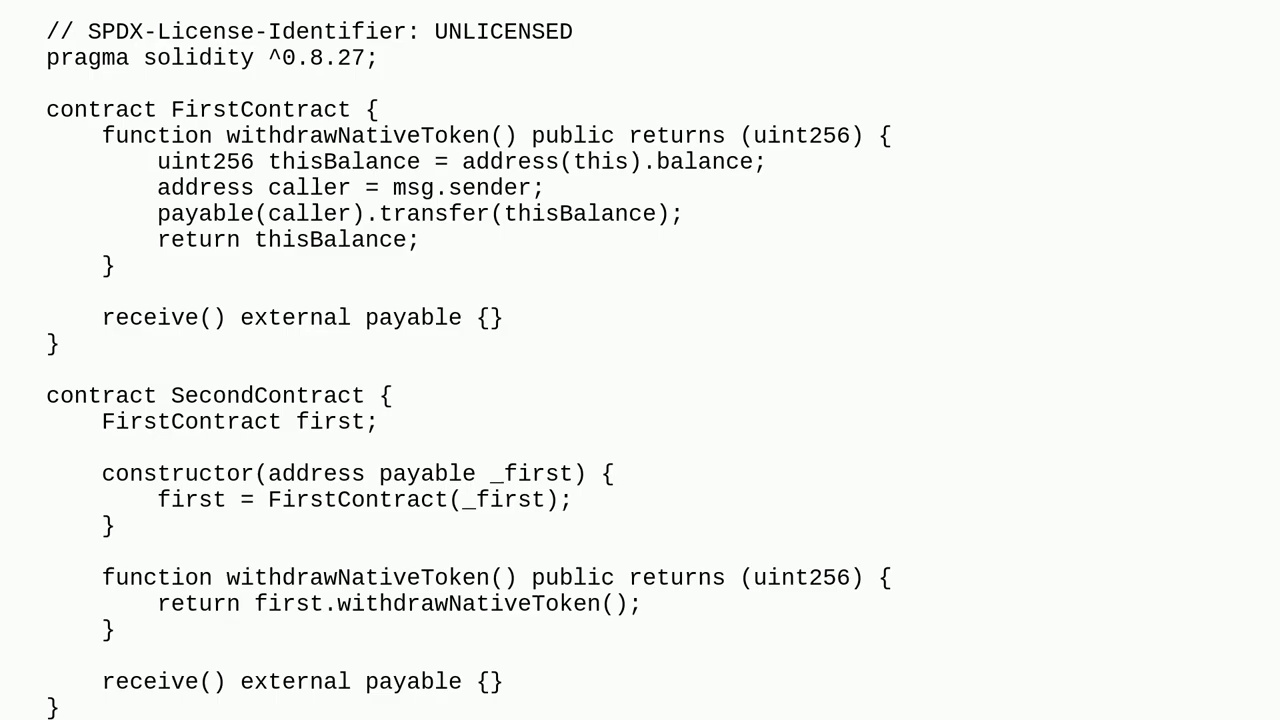 // SPDX-License-Identifier: UNLICENSED
pragma solidity ^0.8.27;

contract FirstContract {
    function withdrawNativeToken() public returns (uint256) {
        uint256 thisBalance = address(this).balance;
        address caller = msg.sender;
        payable(caller).transfer(thisBalance);
        return thisBalance;
    }

    receive() external payable {}
}

contract SecondContract {
    FirstContract first;

    constructor(address payable _first) {
        first = FirstContract(_first);
    }

    function withdrawNativeToken() public returns (uint256) {
        return first.withdrawNativeToken();
    }

    receive() external payable {}
}